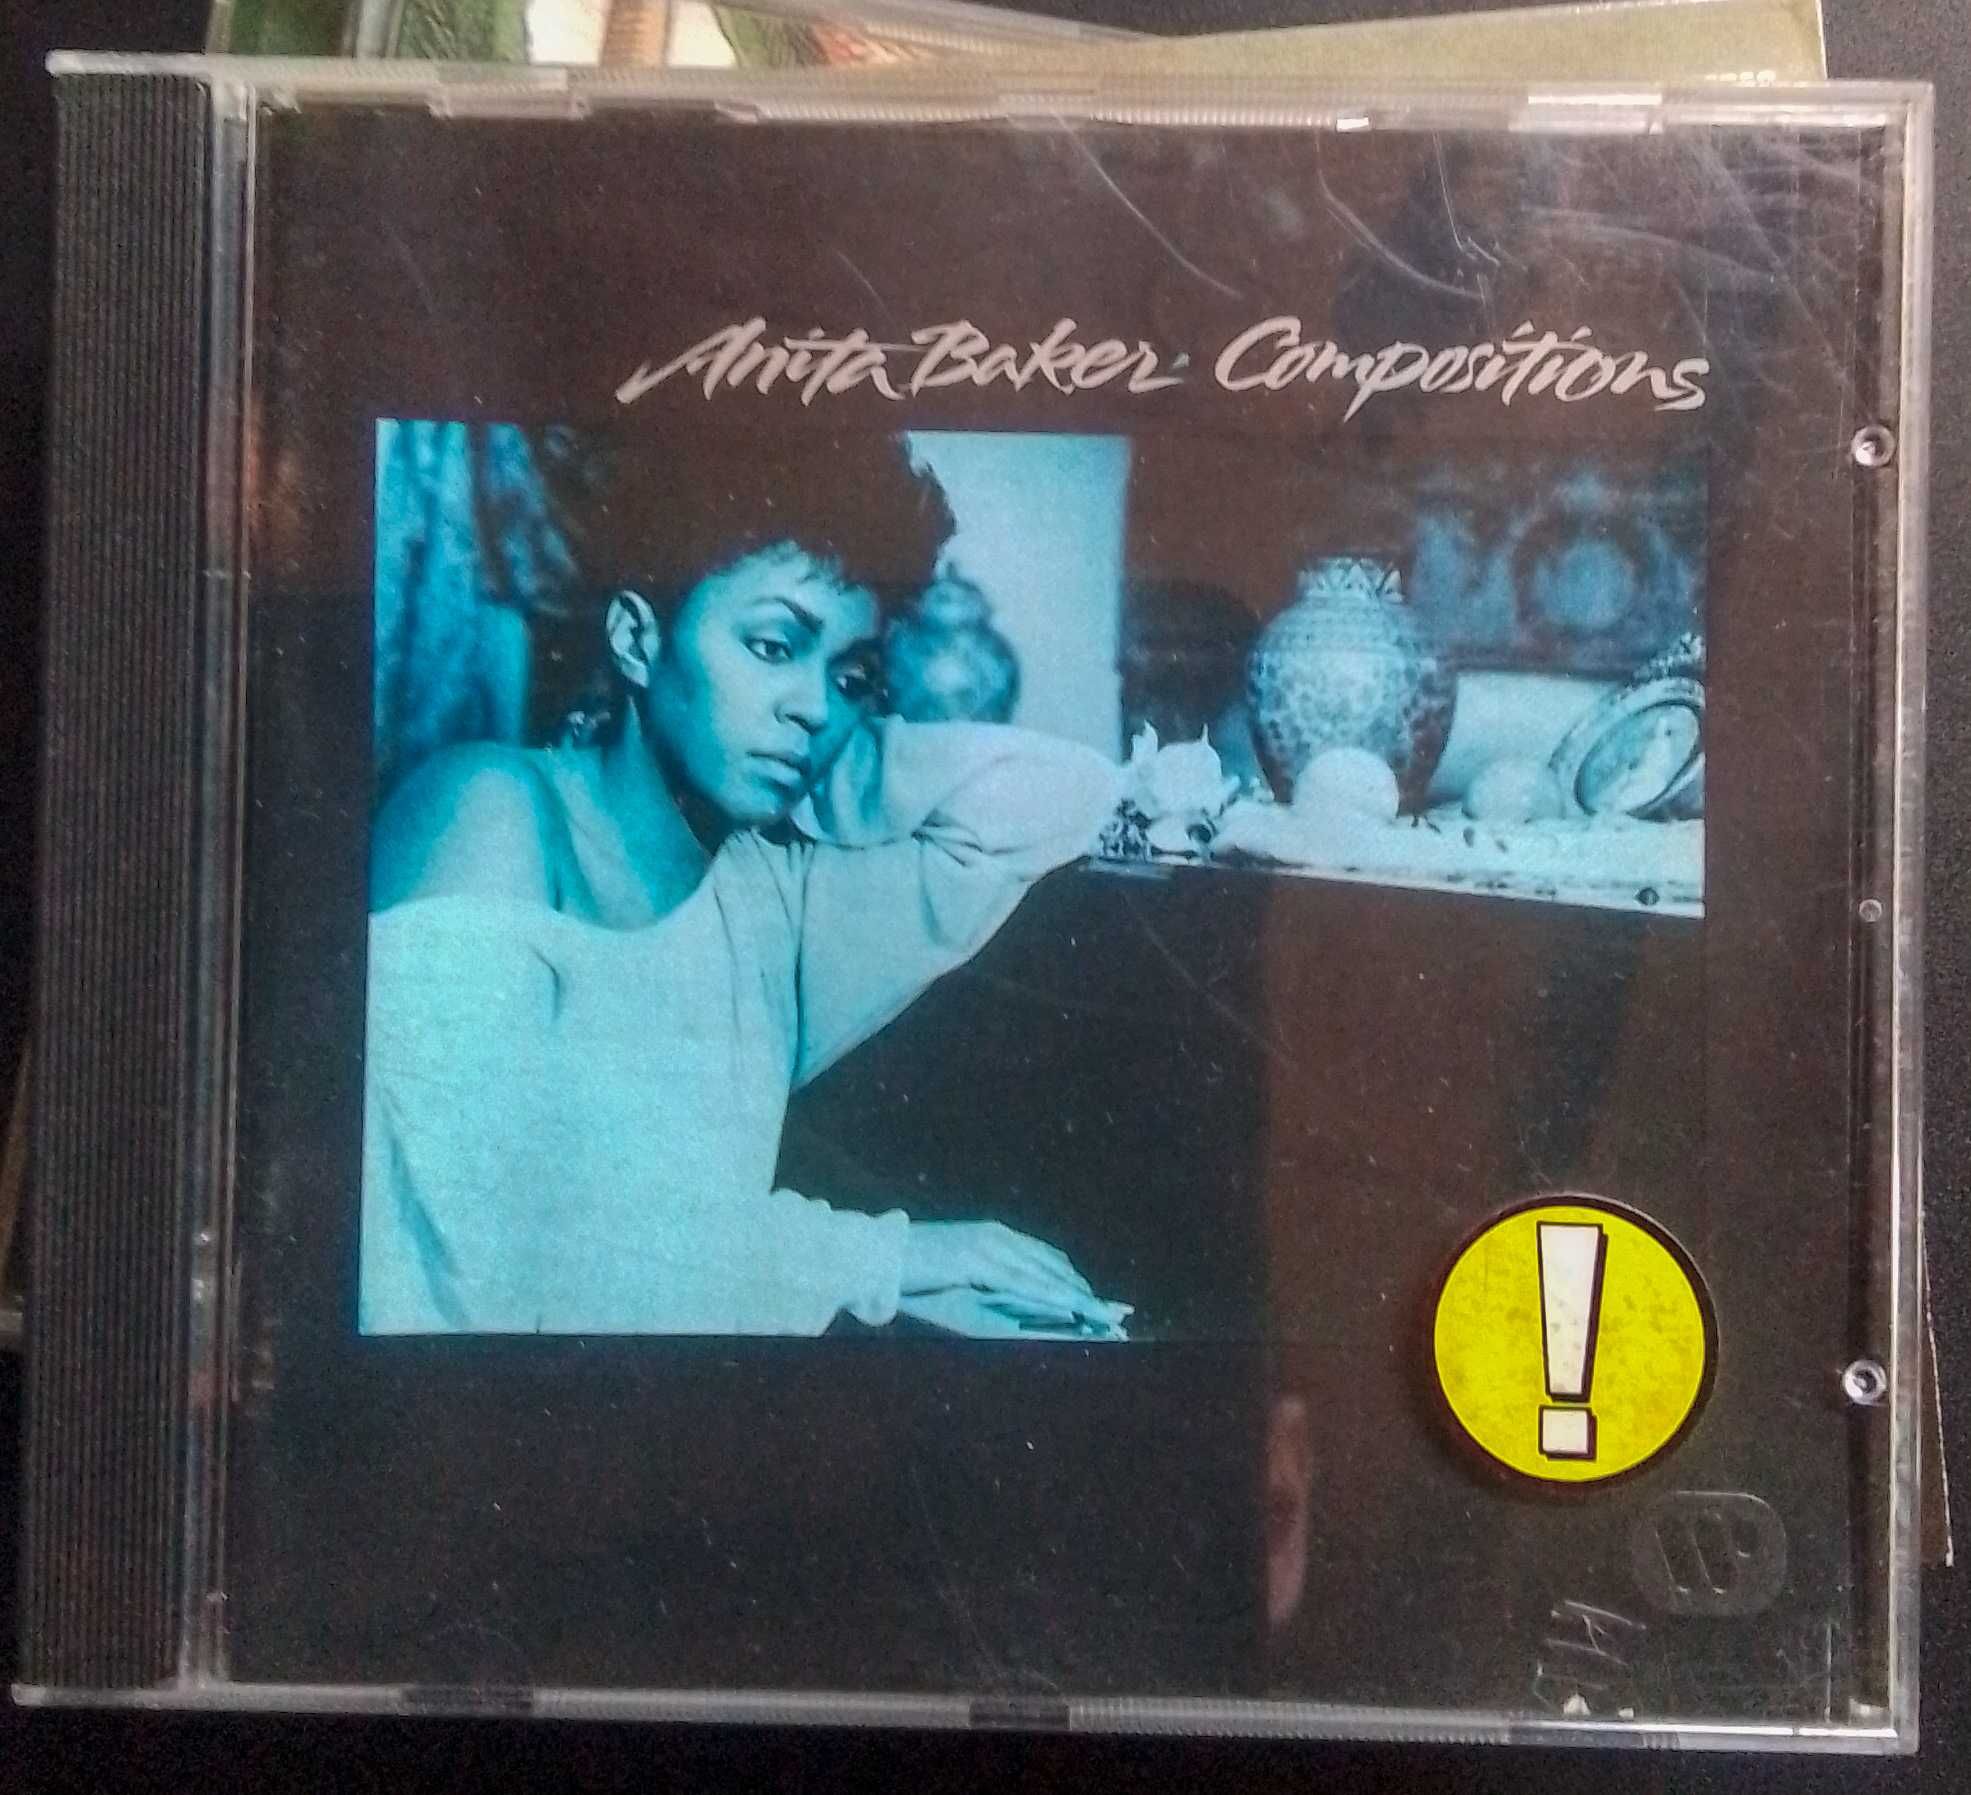 Anita Baker Compositions
!